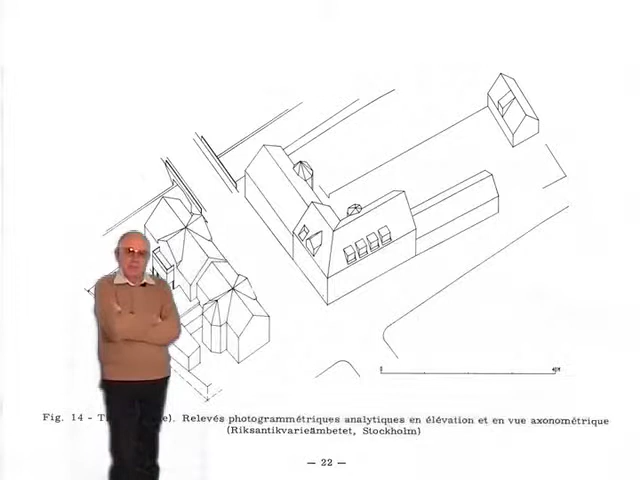 Fig. 14 - Relevés photogrammétriques analytiques en élévation et en vue axonométrique
(Riksantikvarieämbetet, Stockholm)
— 22 —